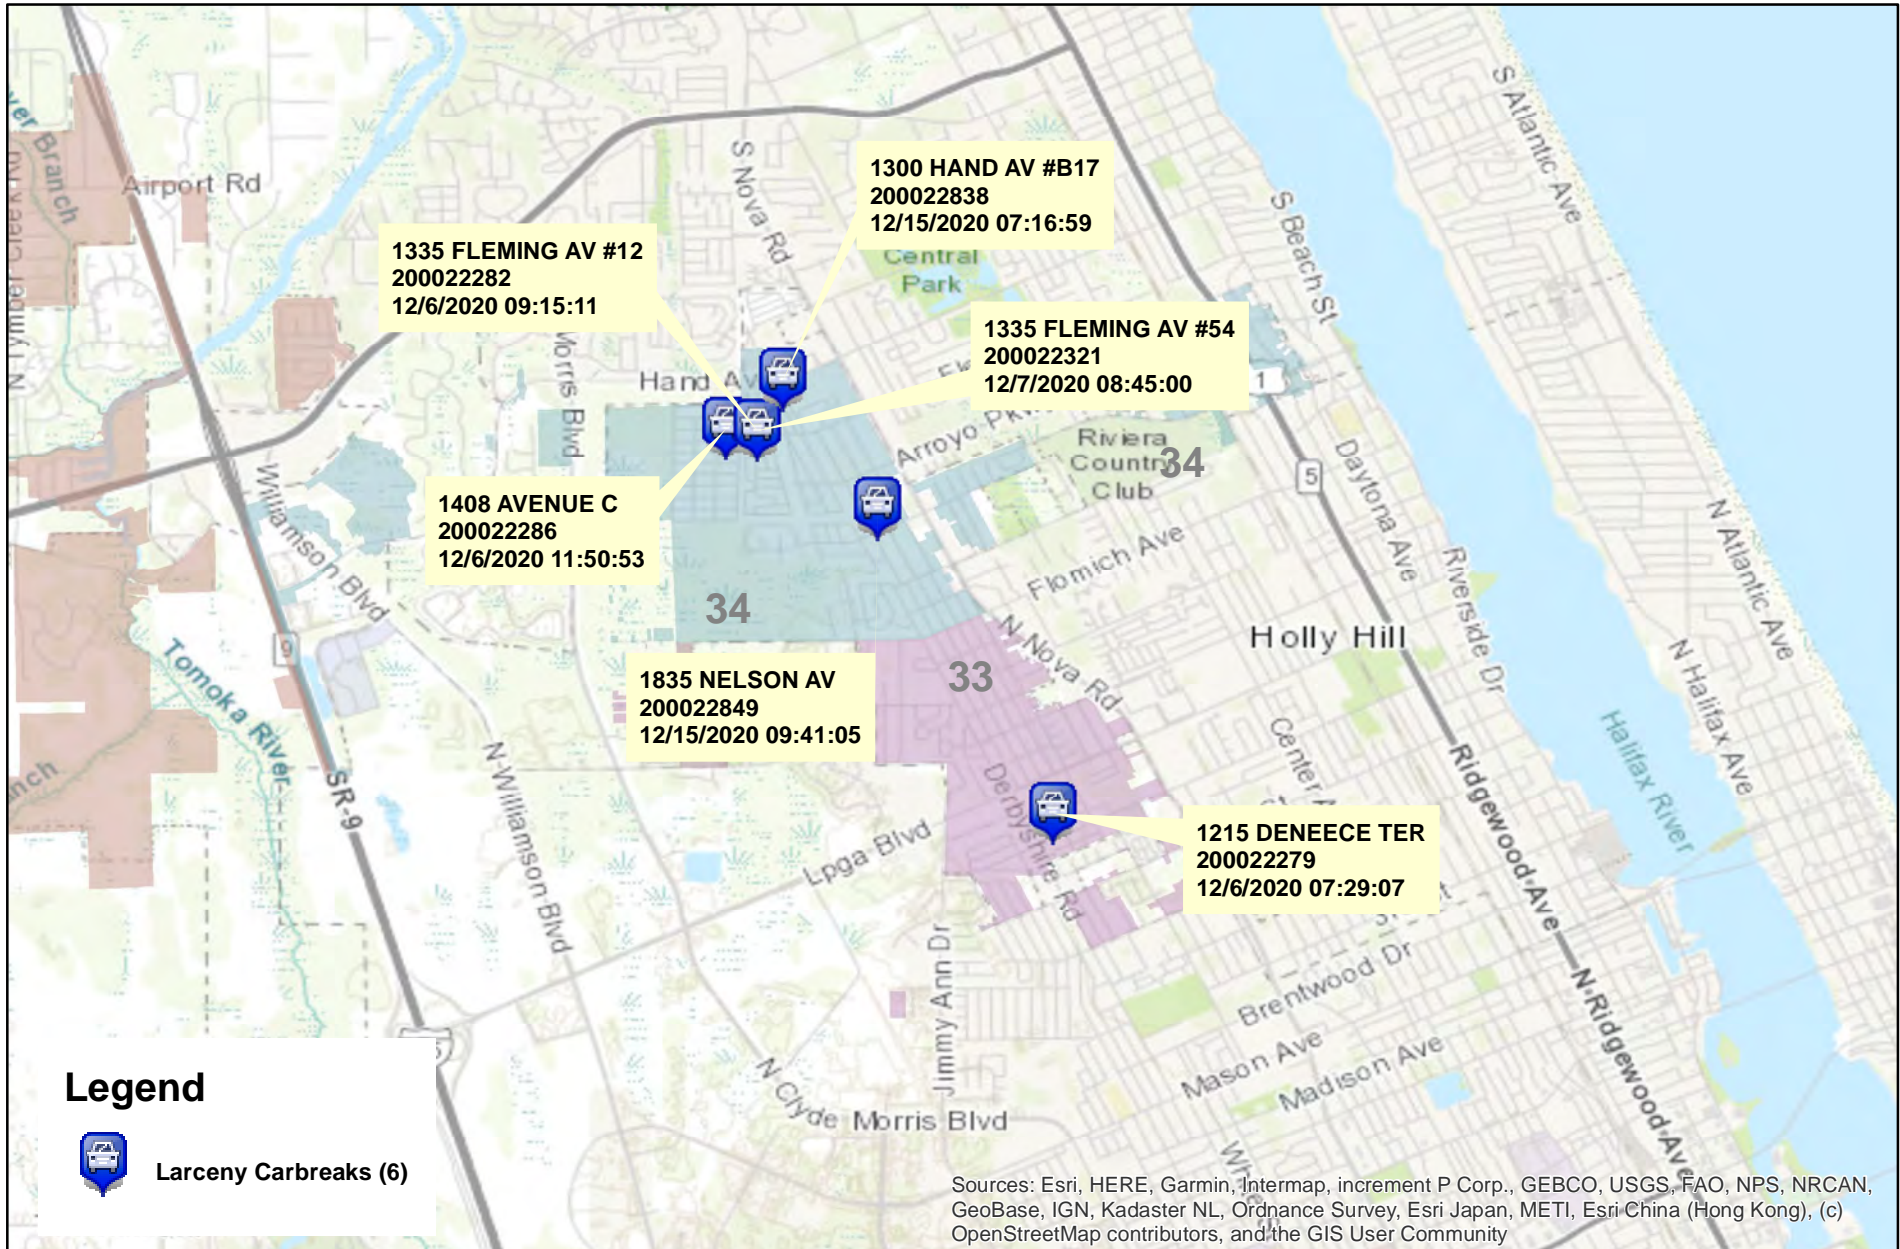 Airport Rd
S Nova Rd
S Atlantic Ave
S Beach St
1300 HAND AV #B17
200022838
12/15/2020 07:16:59
Central
Park
1335 FLEMING AV #12
200022282
12/6/2020 09:15:11
1335 FLEMING AV #54
200022321
12/7/2020 08:45:00
1
Morris Blvd
Hand Av
Arroyo Pkw
Riviera
Country
Club
34
5
Daytona Ave
Williamson Blvd
1408 AVENUE C
200022286
12/6/2020 11:50:53
Flomich Ave
Riverside Dr
N Atlantic Ave
34
9
Holly Hill
N Nova Rd
N Halifax Ave
Tomoka River
33
1835 NELSON AV
200022849
12/15/2020 09:41:05
Halifax River
SR-9
N Williamson Blvd
Derbyshire Rd
Center
Ridgewood Ave
Lpga Blvd
1215 DENEECE TER
200022279
12/6/2020 07:29:07
Jimmy Ann Dr
Brentwood Dr
N Ridgewood Ave
Mason Ave
Madison Ave
N Clyde Morris Blvd
Legend
Larceny Carbreaks (6)
Sources: Esri, HERE, Garmin, Intermap, increment P Corp., GEBCO, USGS, FAO, NPS, NRCAN,
GeoBase, IGN, Kadaster NL, Ordnance Survey, Esri Japan, METI, Esri China (Hong Kong), (c)
OpenStreetMap contributors, and the GIS User Community